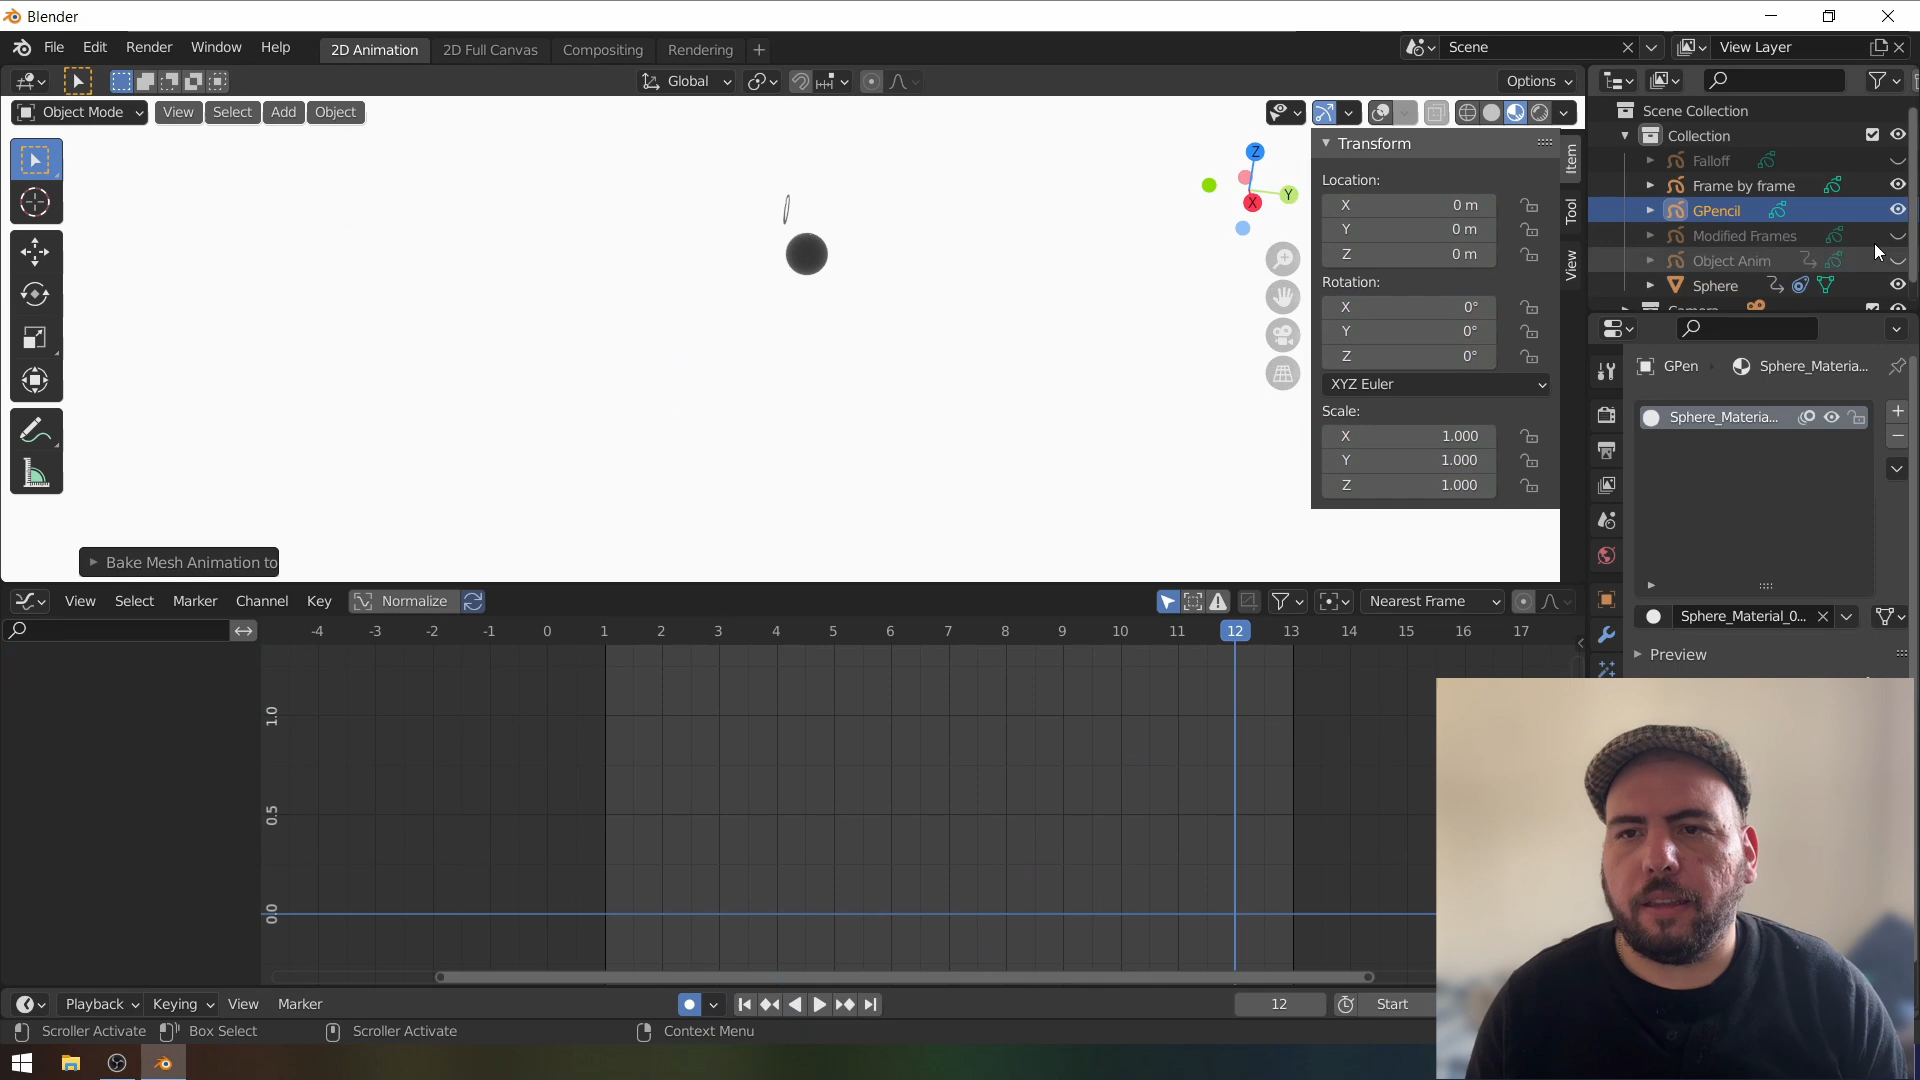 Blender
File Edit Render Window Help 2D Animation 2D Full Canvas Compositing Rendering Scene View Layer
Global Options
Object Mode View Select Add Object
Scene Collection
Collection
Falloff
Frame by frame
GPencil
Modified Frames
Object Anim
Sphere
Z
Y
X
Transform
Location:
X 0 m
Y 0 m
Z 0 m
Rotation:
X 0°
Y 0°
Z 0°
XYZ Euler
Scale:
X 1.000
Y 1.000
Z 1.000
Item
Tool
View
GPen Sphere_Materia...
Sphere_Materia...
Sphere_Material_0...
Preview
Bake Mesh Animation to
View Select Marker Channel Key Normalize Nearest Frame
-4 -3 -2 -1 0 1 2 3 4 5 6 7 8 9 10 11 12 13 14 15 16 17
1.0
0.5
0.0
Playback Keying View Marker 12 Start
Scroller Activate Box Select Scroller Activate Context Menu